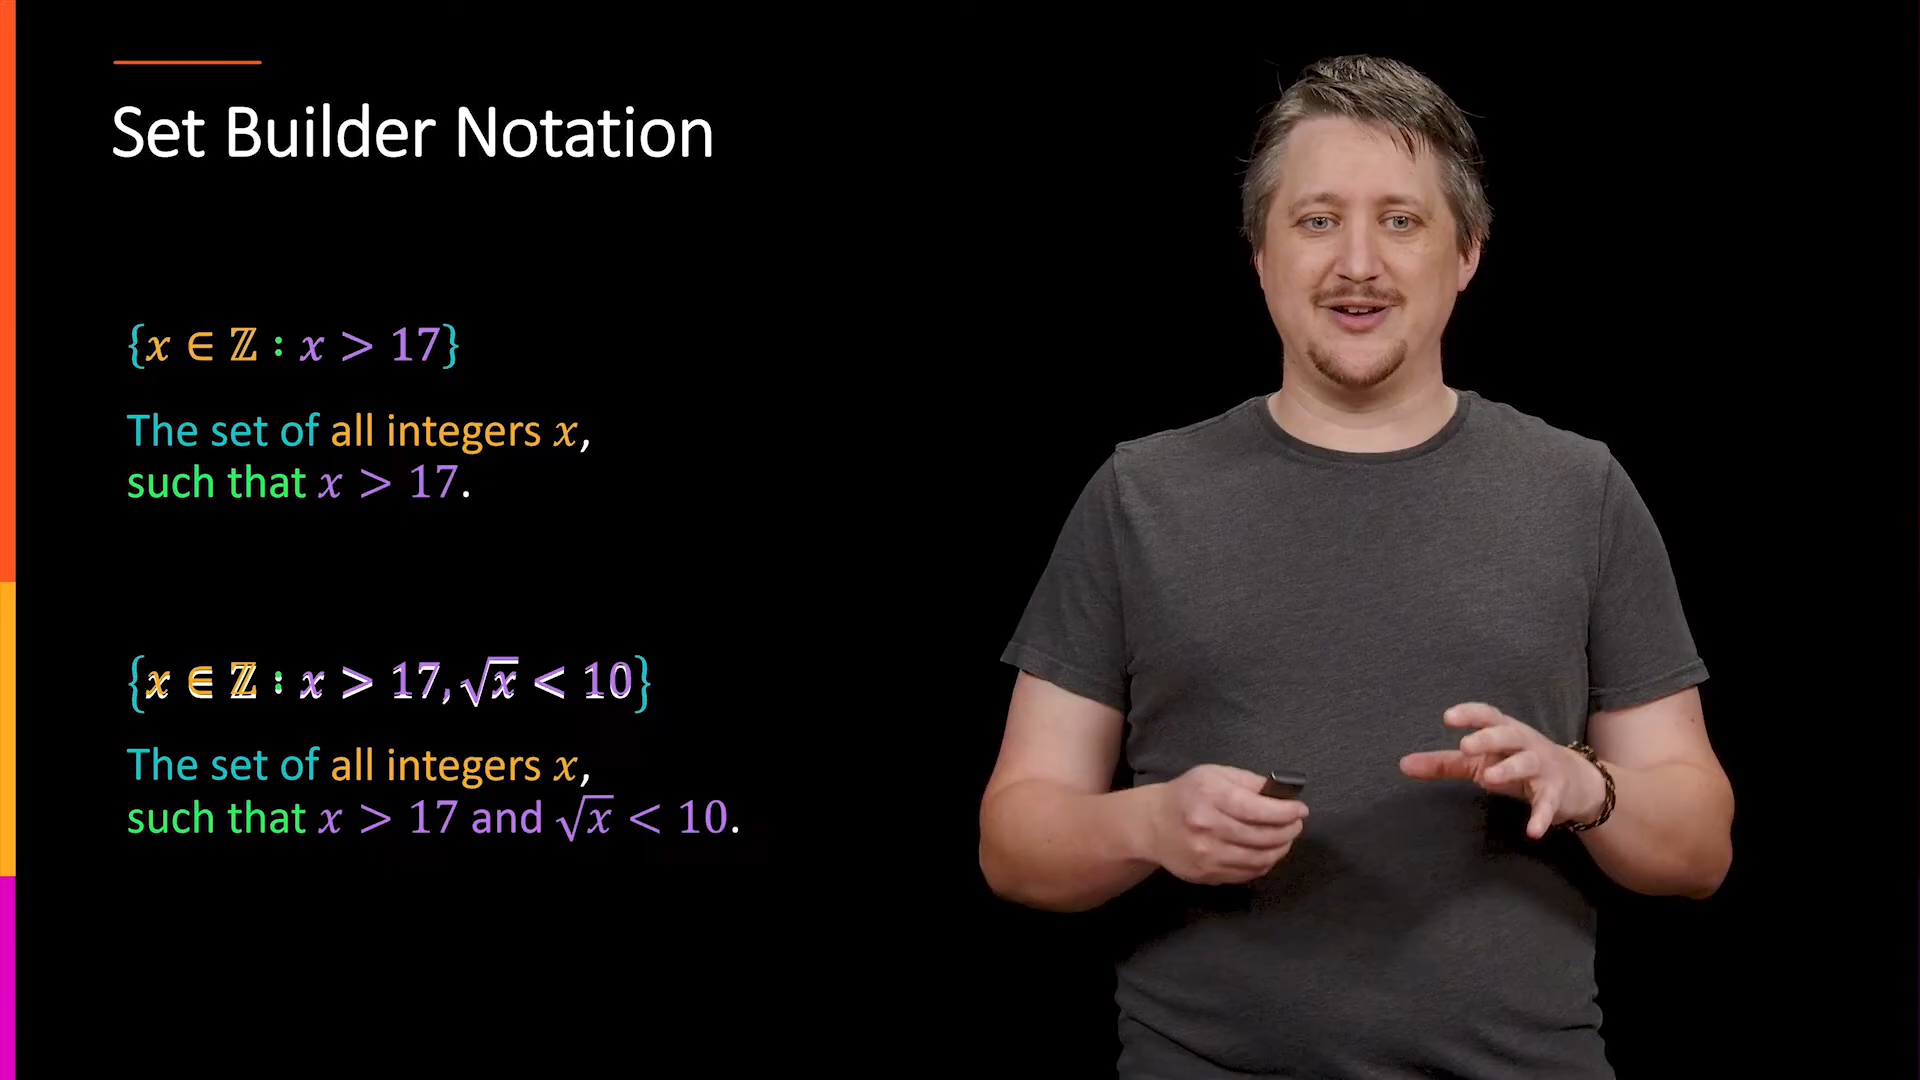 Set Builder Notation
{x ∈ ℤ : x > 17}
The set of all integers x,
such that x > 17.
{x ∈ ℤ : x > 17, √x < 10}
The set of all integers x,
such that x > 17 and √x < 10.